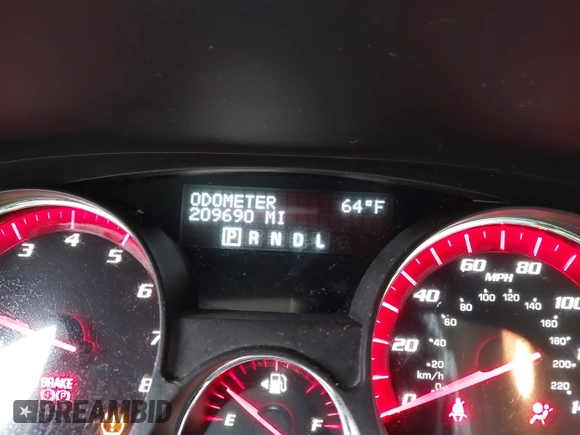 ODOMETER 64°F
209690 MI
P R N D L
3 4 5 6 7 8
BRAKE
(P)
E F
MPH
0 20 40 60 80 100
km/h
0 20 40 60 80 100 120 140 160 180 200 220
DREAMBID